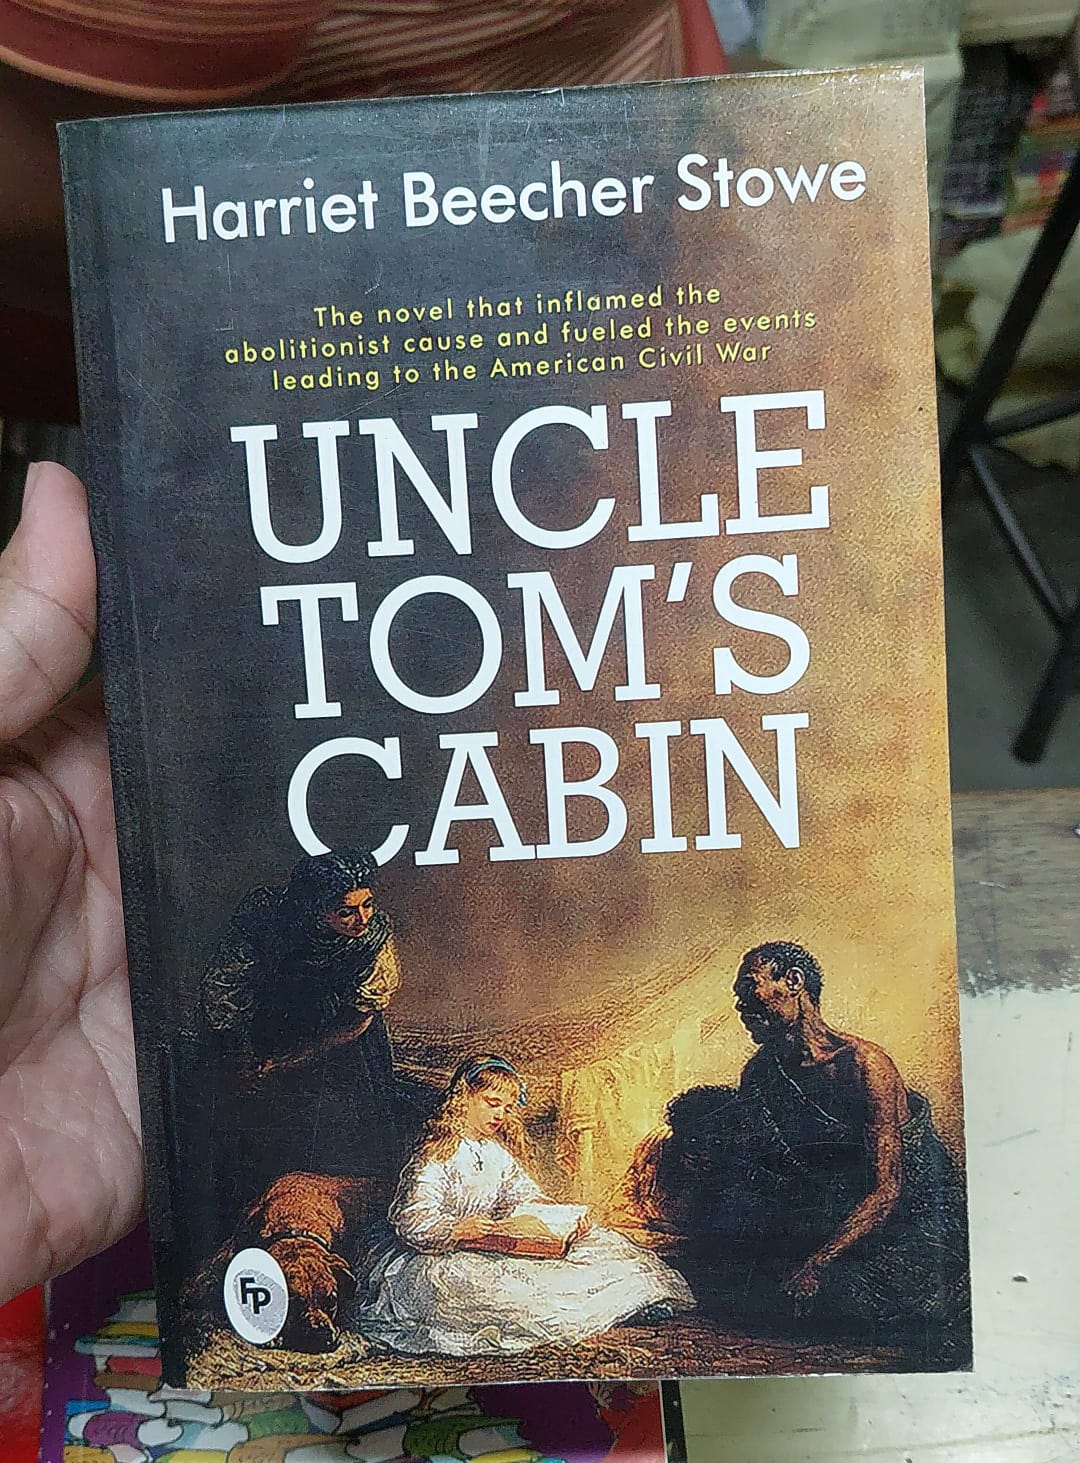 Harriet Beecher Stowe
The novel that inflamed the
abolitionist cause and fueled the events
leading to the American Civil War
UNCLE
TOM'S
CABIN
FP